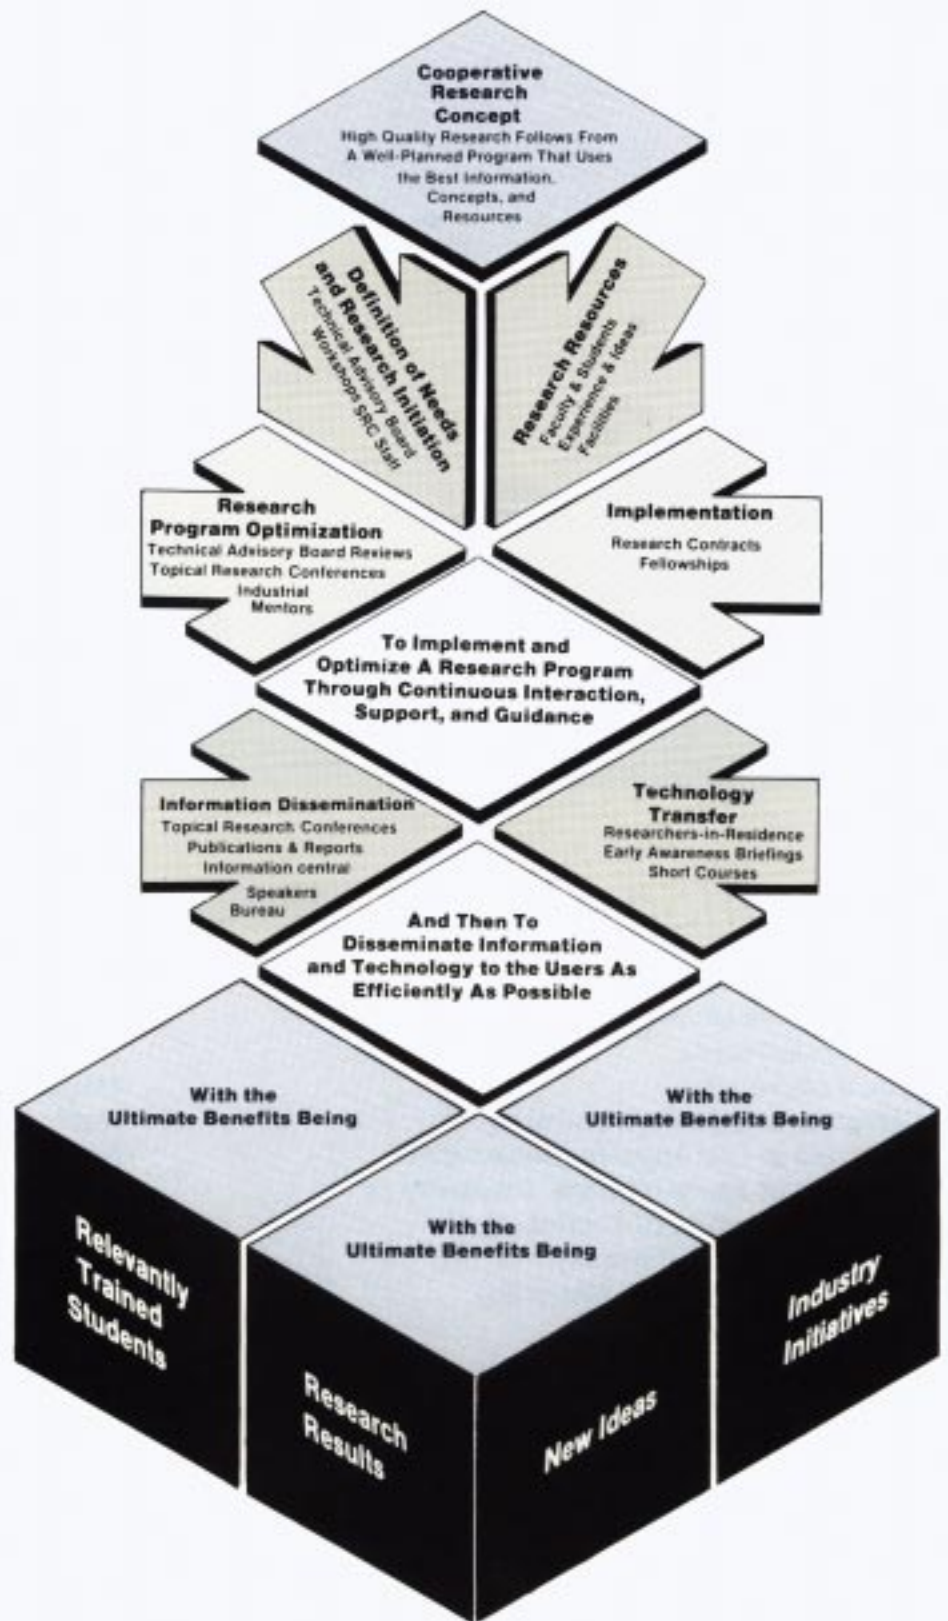 Cooperative
Research
Concept
High Quality Research Follows From
A Well-Planned Program That Uses
the Best Information,
Concepts, and
Resources
Definition of Needs
and Research Initiation
Technical Advisory Board
Workshops SRC Staff
Research Resources
Faculty & Students
Experience & Ideas
Facilities
Research
Program Optimization
Technical Advisory Board Reviews
Topical Research Conferences
Industrial
Mentors
Implementation
Research Contracts
Fellowships
To Implement and
Optimize A Research Program
Through Continuous Interaction,
Support, and Guidance
Information Dissemination
Topical Research Conferences
Publications & Reports
Information central
Speakers
Bureau
Technology
Transfer
Researchers-in-Residence
Early Awareness Briefings
Short Courses
And Then To
Disseminate Information
and Technology to the Users As
Efficiently As Possible
With the
Ultimate Benefits Being
With the
Ultimate Benefits Being
With the
Ultimate Benefits Being
Relevantly
Trained
Students
Research
Results
New Ideas
Industry
Initiatives